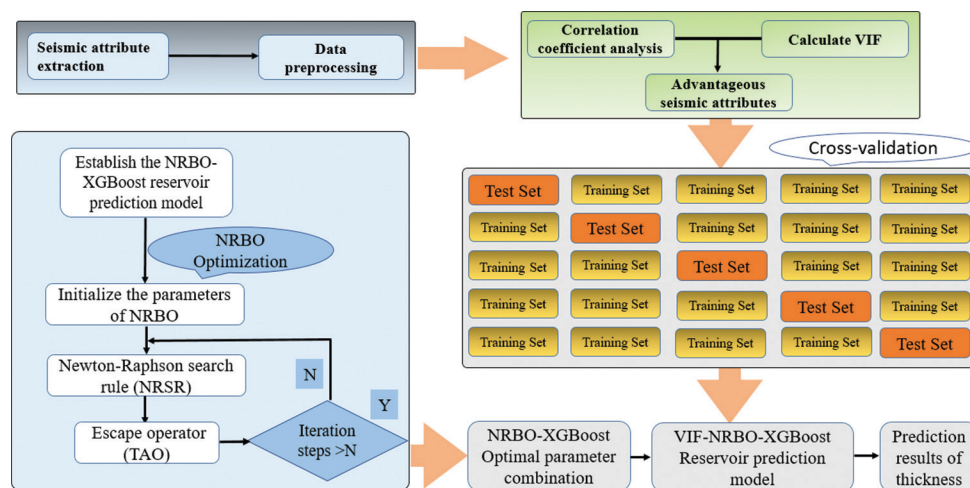 Seismic attribute
extraction
Data
preprocessing
Correlation
coefficient analysis
Calculate VIF
Advantageous
seismic attributes
Cross-validation
Test Set Training Set Training Set Training Set Training Set
Training Set Test Set Training Set Training Set Training Set
Training Set Training Set Test Set Training Set Training Set
Training Set Training Set Training Set Test Set Training Set
Training Set Training Set Training Set Training Set Test Set
Establish the NRBO-
XGBoost reservoir
prediction model
NRBO
Optimization
Initialize the parameters
of NRBO
Newton-Raphson search
rule (NRSR)
N
Y
Escape operator
(TAO)
Iteration
steps >N
NRBO-XGBoost
Optimal parameter
combination
VIF-NRBO-XGBoost
Reservoir prediction
model
Prediction
results of
thickness